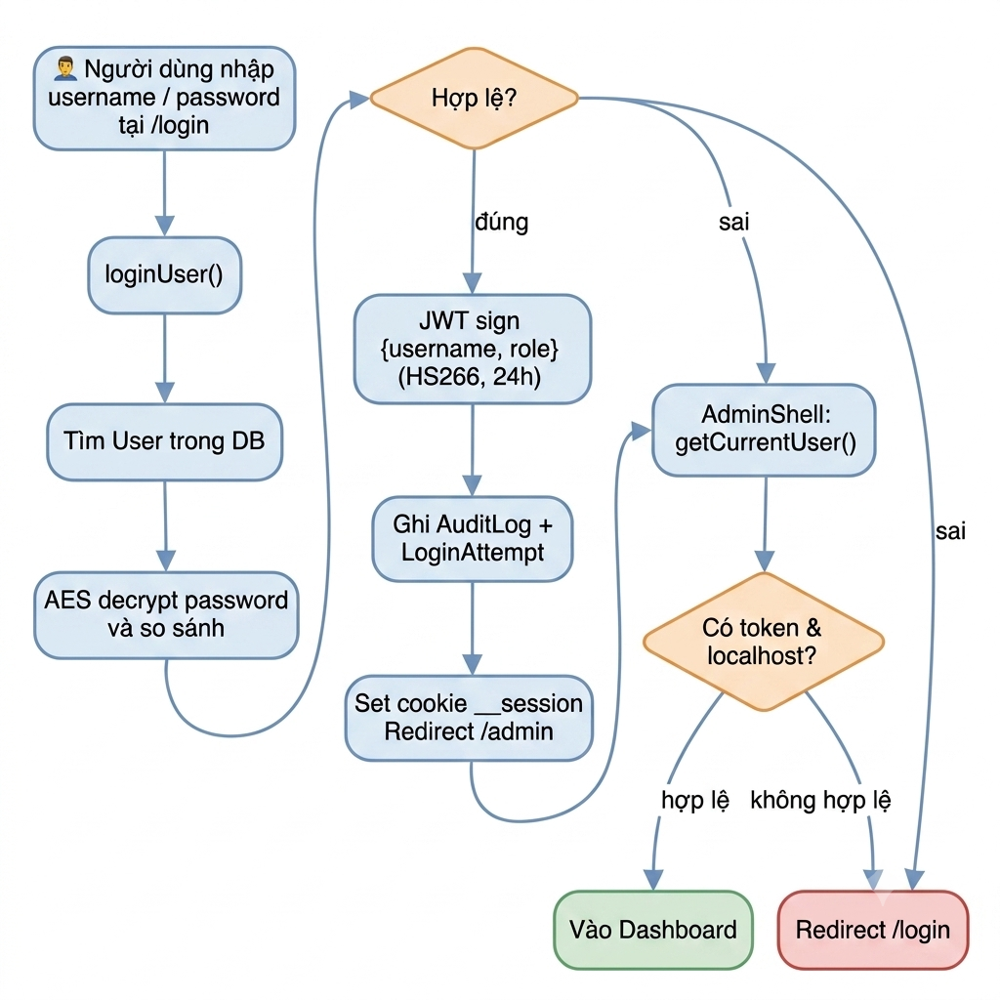 Người dùng nhập
username / password
tại /login
loginUser()
Tìm User trong DB
AES decrypt password
và so sánh
Hợp lệ?
đúng
sai
sai
JWT sign
{username, role}
(HS266, 24h)
Ghi AuditLog +
LoginAttempt
Set cookie __session
Redirect /admin
AdminShell:
getCurrentUser()
Có token &
localhost?
hợp lệ
không hợp lệ
Vào Dashboard
Redirect /login